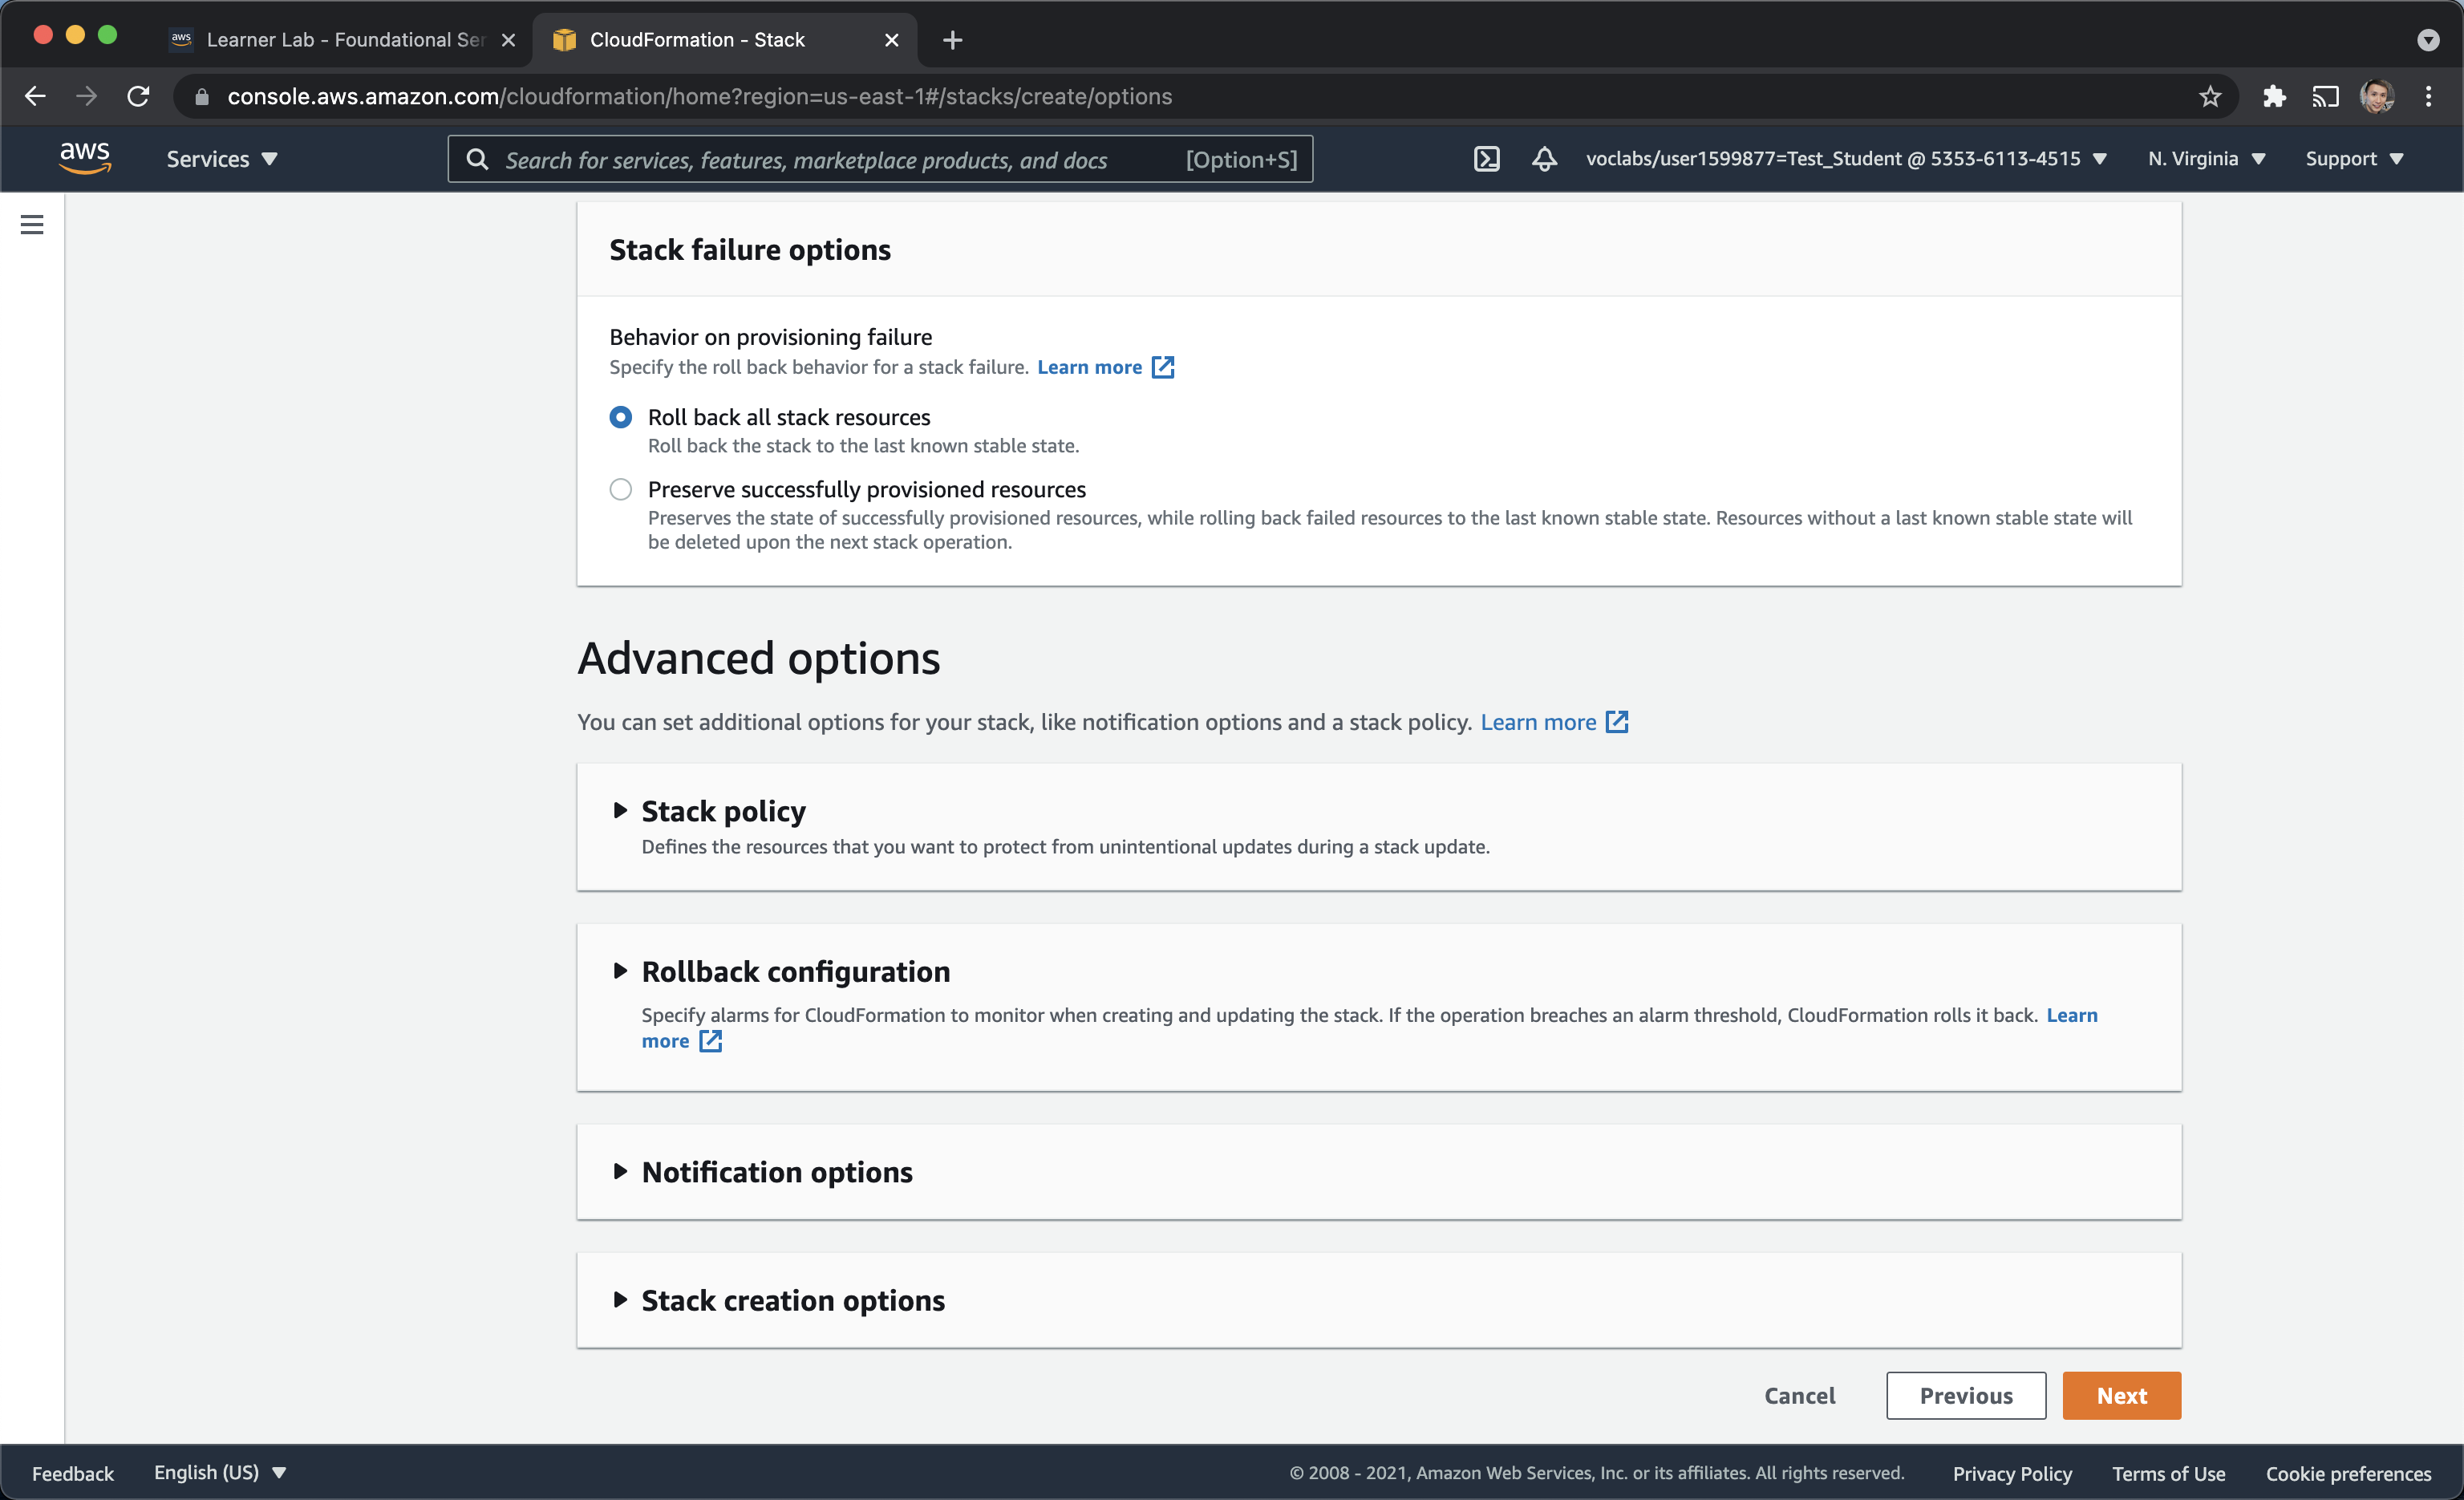 aws
Learner Lab - Foundational Ser
CloudFormation - Stack
console.aws.amazon.com/cloudformation/home?region=us-east-1#/stacks/create/options
aws
Services
Search for services, features, marketplace products, and docs
[Option+S]
voclabs/user1599877=Test_Student @ 5353-6113-4515
N. Virginia
Support
Stack failure options
Behavior on provisioning failure
Specify the roll back behavior for a stack failure. Learn more
Roll back all stack resources
Roll back the stack to the last known stable state.
Preserve successfully provisioned resources
Preserves the state of successfully provisioned resources, while rolling back failed resources to the last known stable state. Resources without a last known stable state will
be deleted upon the next stack operation.
Advanced options
You can set additional options for your stack, like notification options and a stack policy. Learn more
Stack policy
Defines the resources that you want to protect from unintentional updates during a stack update.
Rollback configuration
Specify alarms for CloudFormation to monitor when creating and updating the stack. If the operation breaches an alarm threshold, CloudFormation rolls it back. Learn
more
Notification options
Stack creation options
Cancel
Previous
Next
Feedback
English (US)
© 2008 - 2021, Amazon Web Services, Inc. or its affiliates. All rights reserved.
Privacy Policy
Terms of Use
Cookie preferences